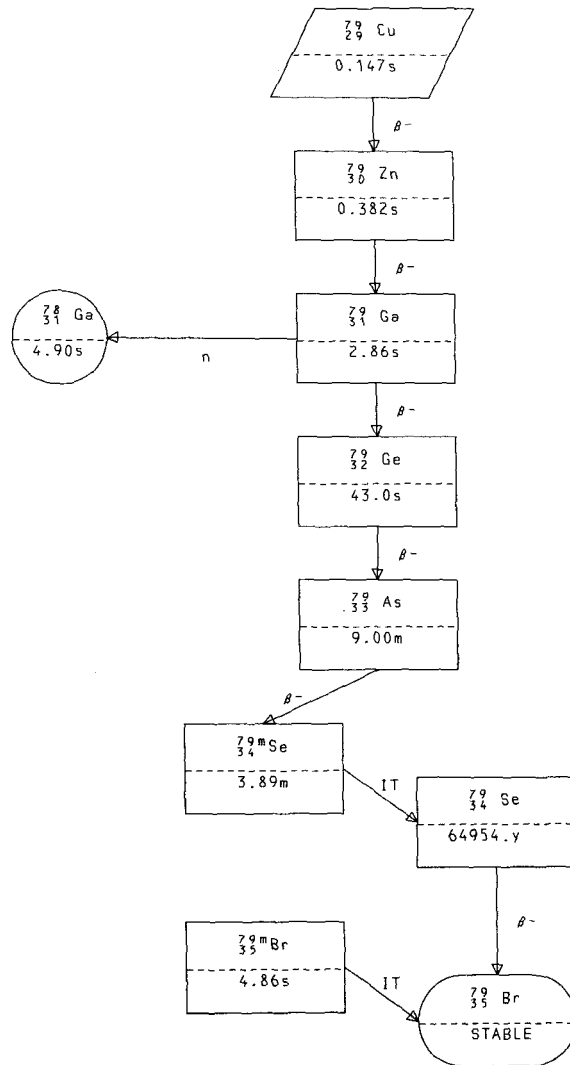 79
29 Cu
0.147s
β-
79
30 Zn
0.382s
β-
78
31 Ga
4.90s
n
79
31 Ga
2.86s
β-
79
32 Ge
43.0s
β-
79
33 As
9.00m
β-
79m
34 Se
3.89m
IT
79
34 Se
64954.y
β-
79m
35 Br
4.86s
IT
79
35 Br
STABLE